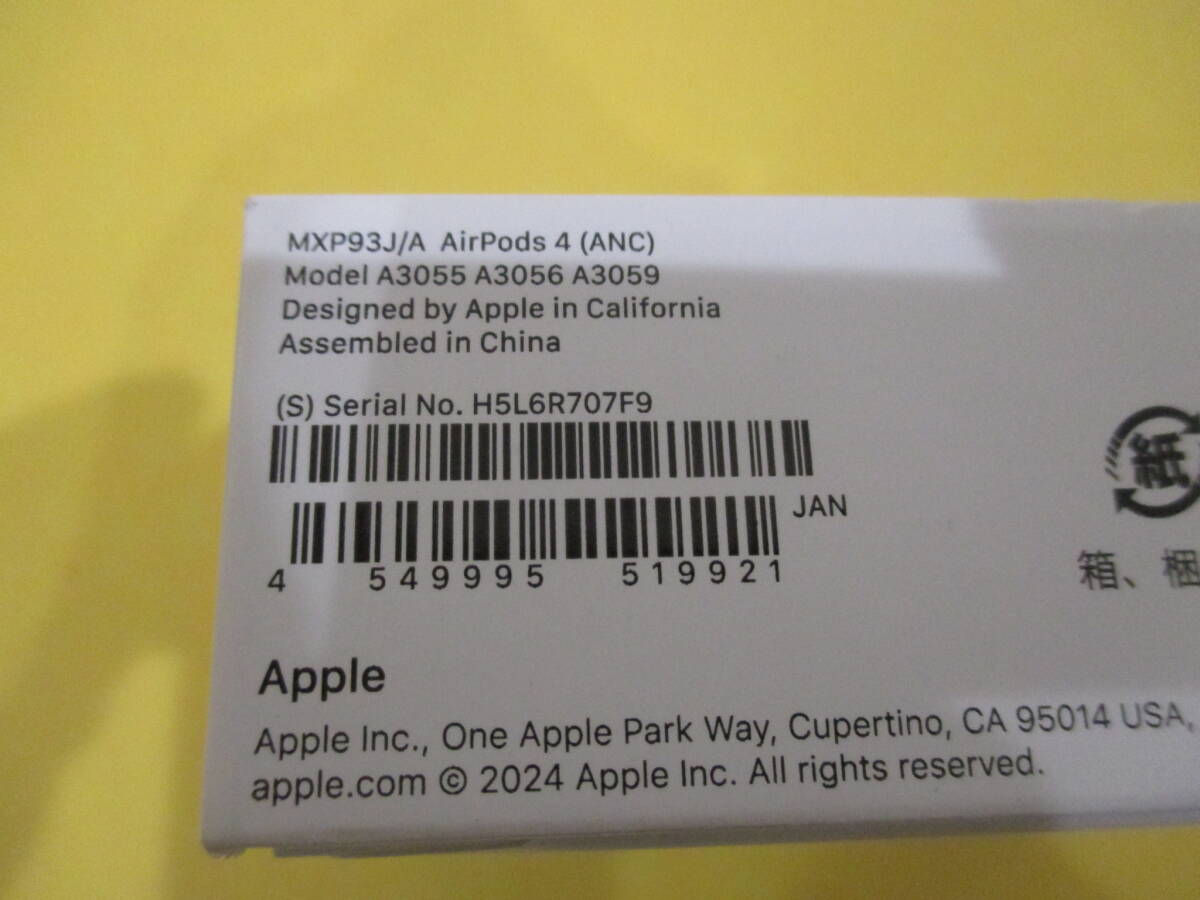 MXP93J/A AirPods 4 (ANC)
Model A3055 A3056 A3059
Designed by Apple in California
Assembled in China
(S) Serial No. H5L6R707F9
JAN
4 549995 519921
紙
箱、梱
Apple
Apple Inc., One Apple Park Way, Cupertino, CA 95014 USA,
apple.com © 2024 Apple Inc. All rights reserved.